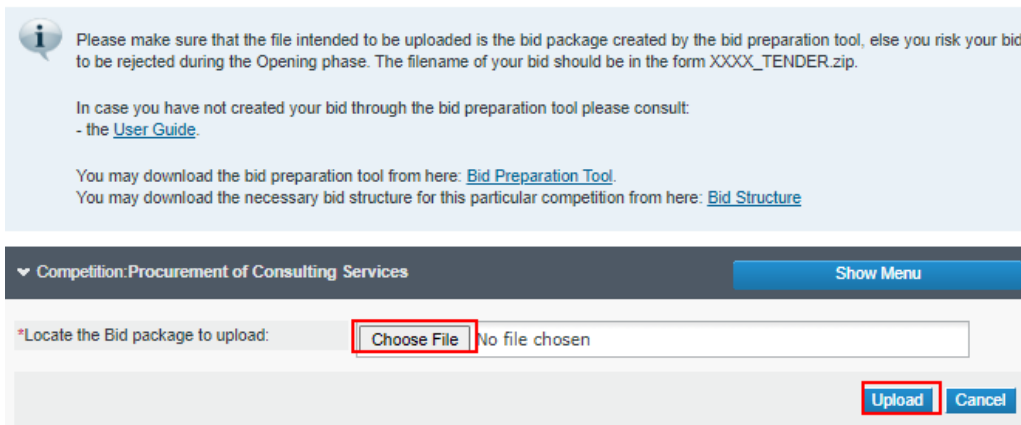 Please make sure that the file intended to be uploaded is the bid package created by the bid preparation tool, else you risk your bid
to be rejected during the Opening phase. The filename of your bid should be in the form XXXX_TENDER.zip.
In case you have not created your bid through the bid preparation tool please consult:
- the User Guide.
You may download the bid preparation tool from here: Bid Preparation Tool.
You may download the necessary bid structure for this particular competition from here: Bid Structure
Competition:Procurement of Consulting Services Show Menu
*Locate the Bid package to upload: Choose File No file chosen
Upload Cancel